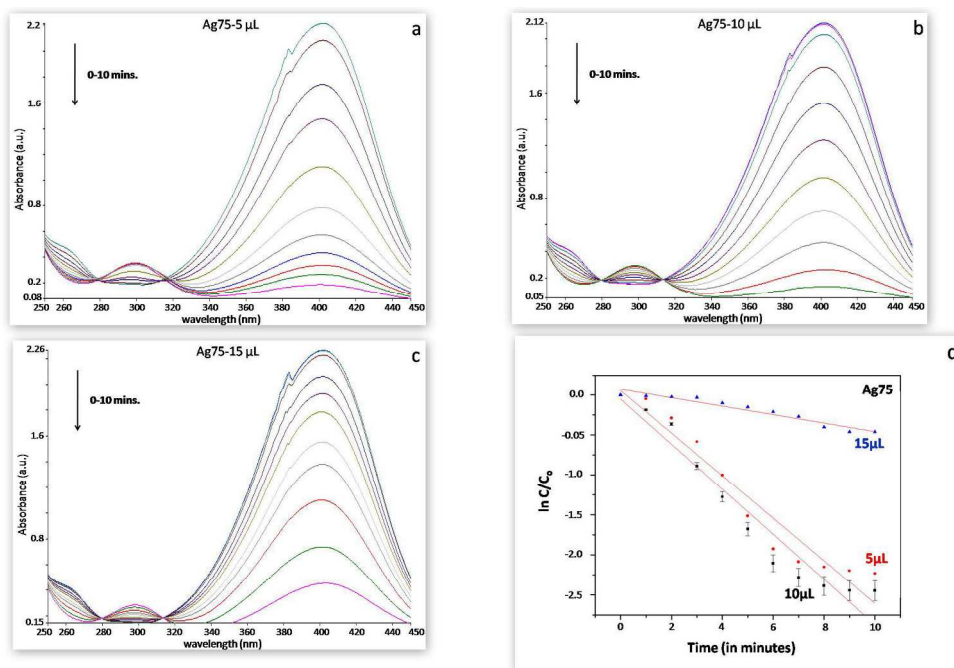 Ag75-5 µL
a
2.2
0-10 mins.
1.6
Absorbance (a.u.)
0.8
0.2
0.08
250 260 280 300 320 340 360 380 400 420 450
wavelength (nm)
Ag75-10 µL
b
2.12
0-10 mins.
1.6
Absorbance (a.u.)
0.8
0.2
0.05
250 260 280 300 320 340 360 380 400 420 450
wavelength (nm)
Ag75-15 µL
c
2.26
0-10 mins.
1.6
Absorbance (a.u.)
0.8
0.15
250 260 280 300 320 340 360 380 400 420 450
wavelength (nm)
Ag75
0.0
-0.05
-1.0
-1.5
-2.0
-2.5
ln C/Co
15µL
5µL
10µL
0 2 4 6 8 10
Time (in minutes)